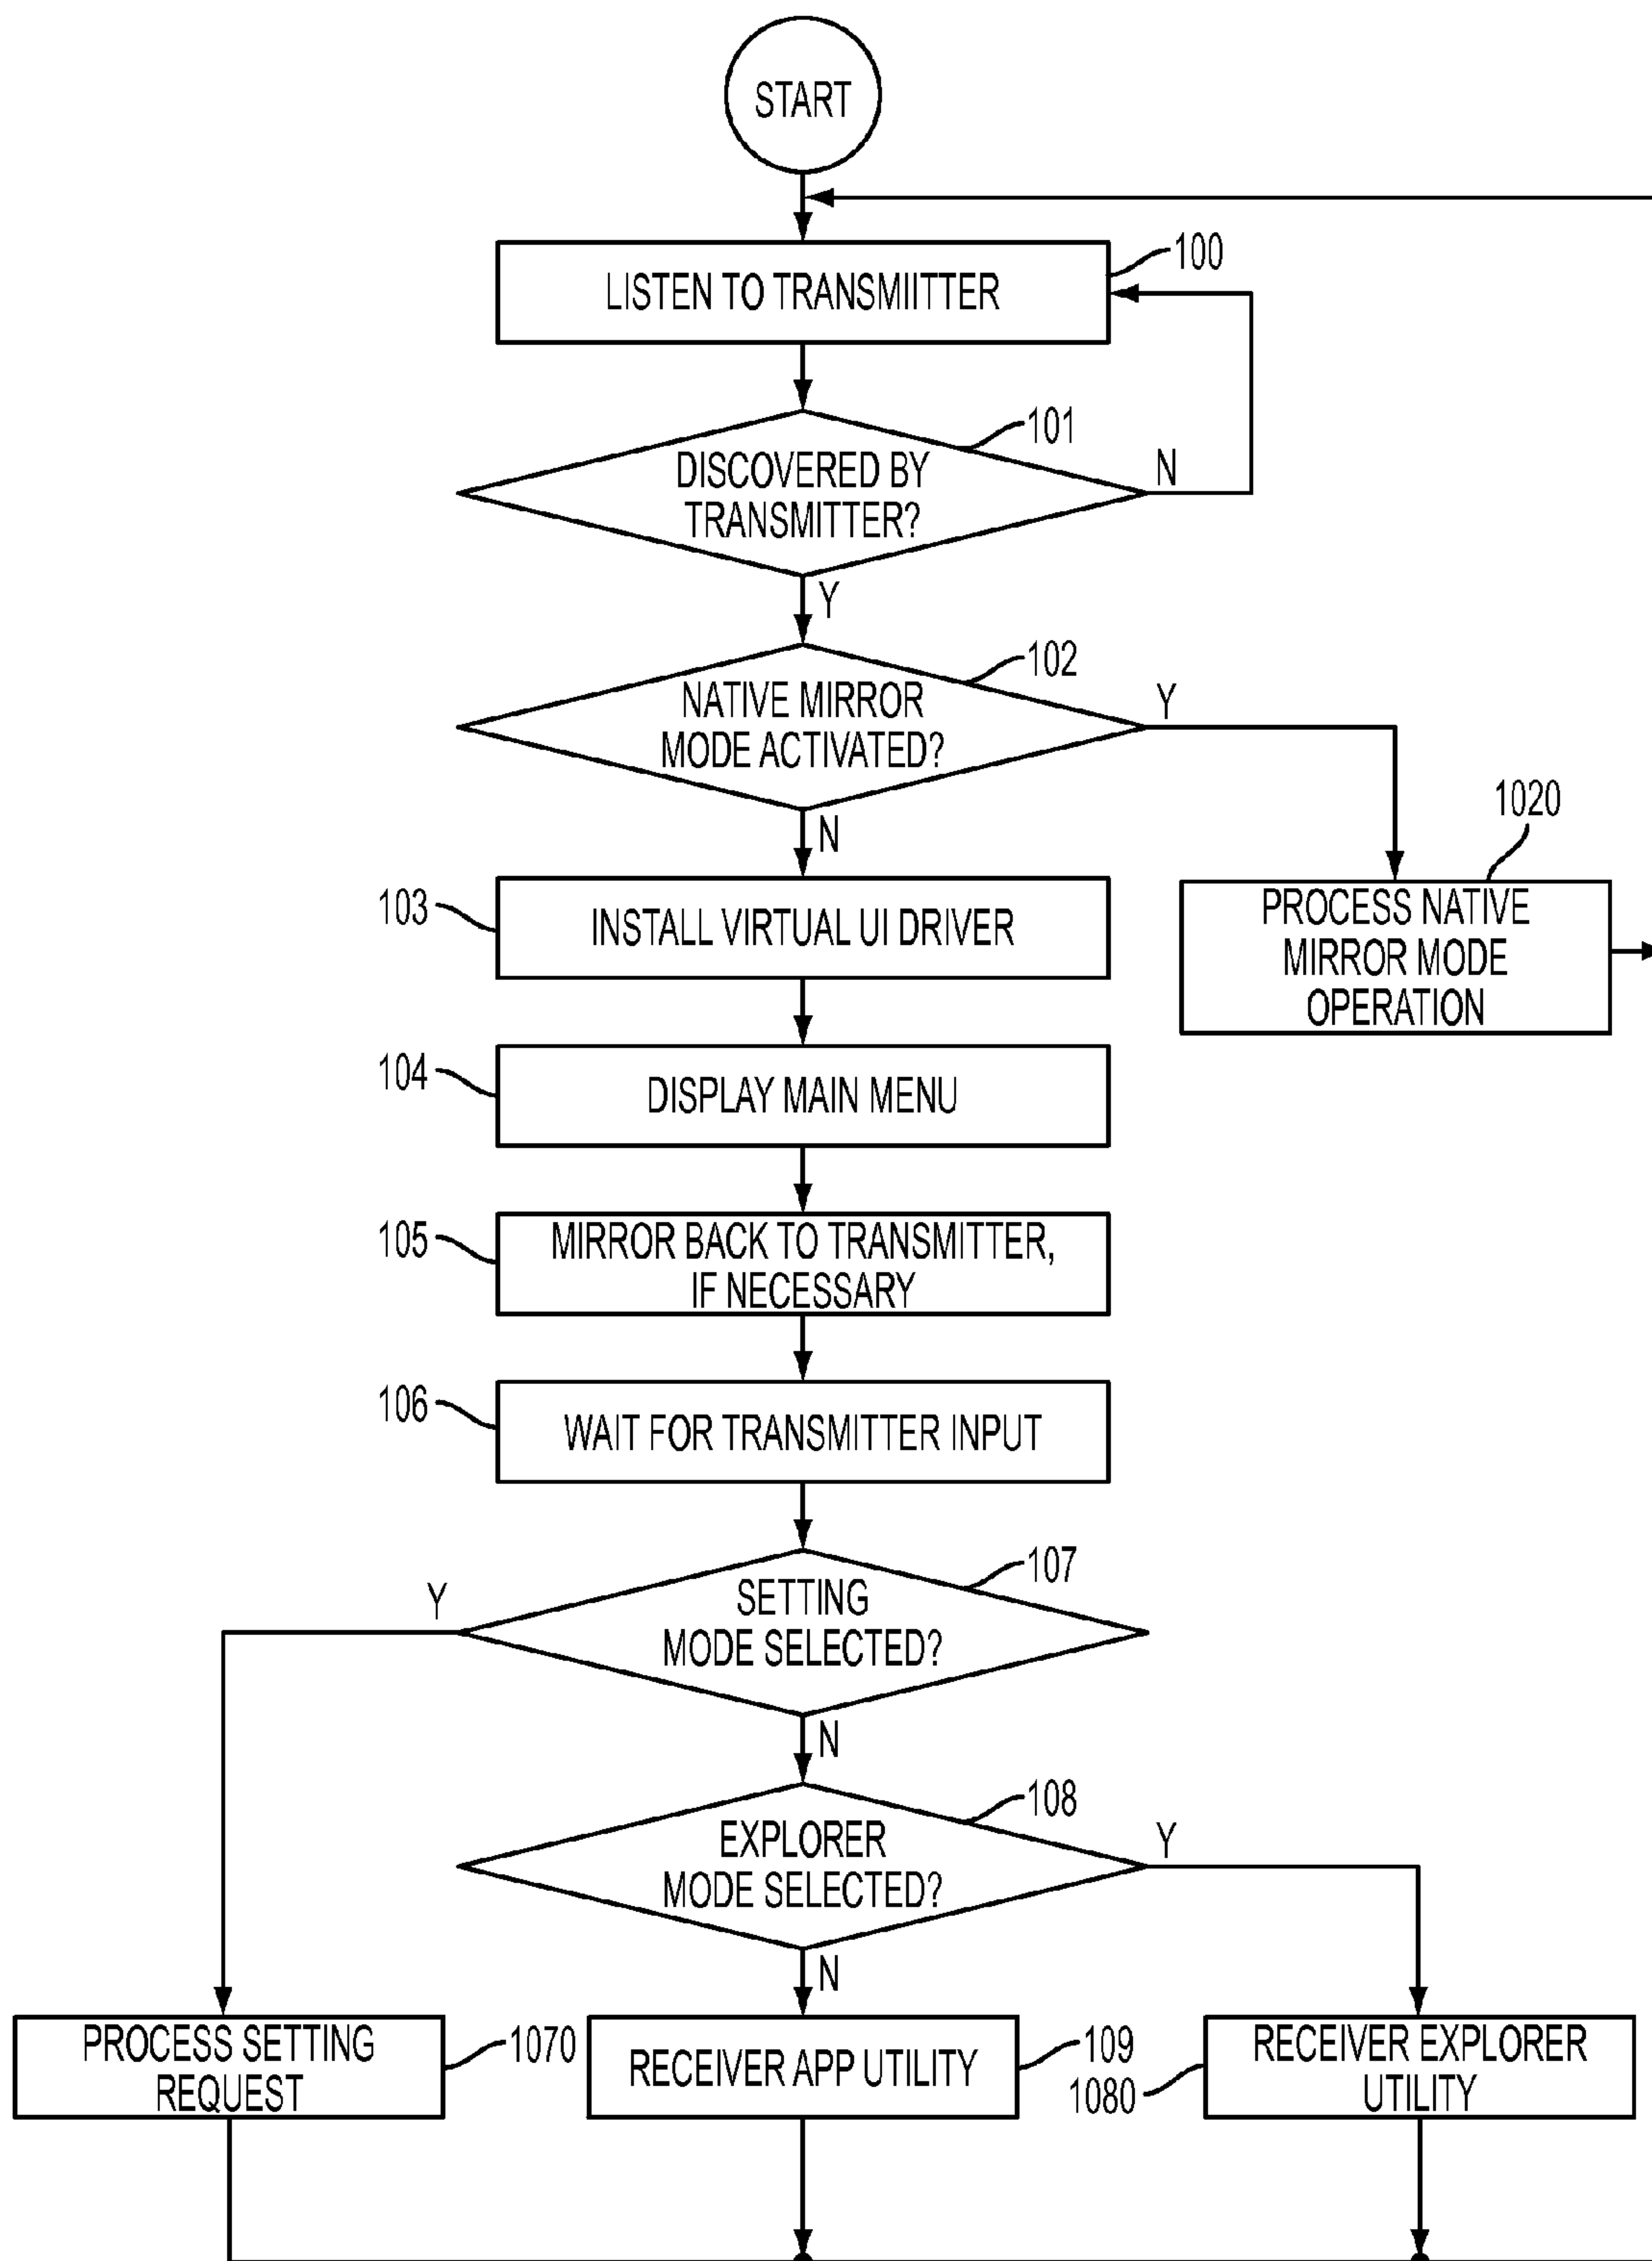 START
100
LISTEN TO TRANSMIITTER
101
DISCOVERED BY
TRANSMITTER?
N
Y
102
NATIVE MIRROR
MODE ACTIVATED?
Y
N
1020
PROCESS NATIVE
MIRROR MODE
OPERATION
103
INSTALL VIRTUAL UI DRIVER
104
DISPLAY MAIN MENU
105
MIRROR BACK TO TRANSMITTER,
IF NECESSARY
106
WAIT FOR TRANSMITTER INPUT
107
SETTING
MODE SELECTED?
Y
N
108
EXPLORER
MODE SELECTED?
Y
N
PROCESS SETTING
REQUEST
1070
RECEIVER APP UTILITY
109
1080
RECEIVER EXPLORER
UTILITY